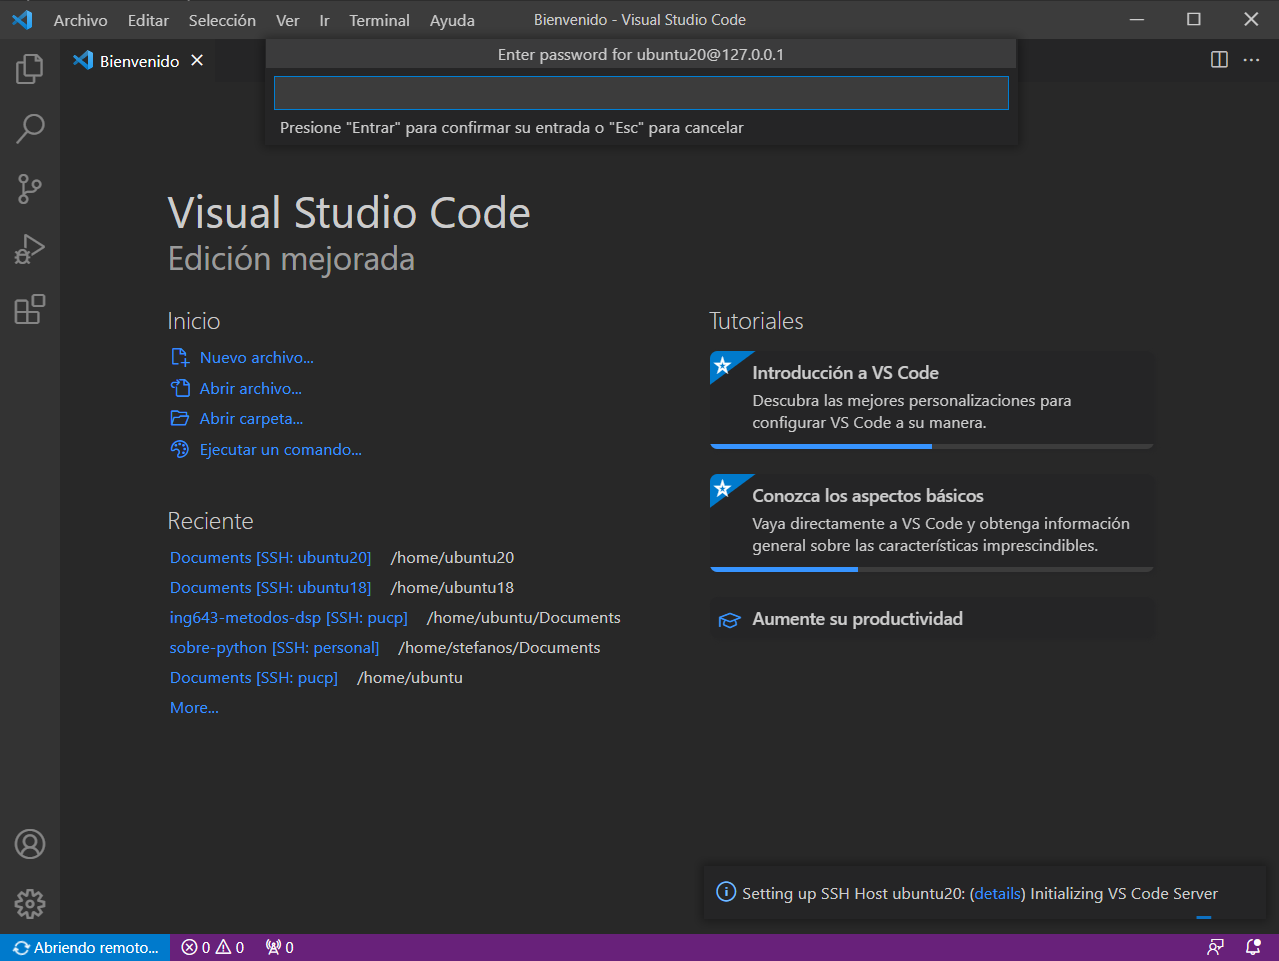 Archivo Editar Selección Ver Ir Terminal Ayuda Bienvenido - Visual Studio Code
Bienvenido
Enter password for ubuntu20@127.0.0.1
Presione "Entrar" para confirmar su entrada o "Esc" para cancelar
Visual Studio Code
Edición mejorada
Inicio
Nuevo archivo...
Abrir archivo...
Abrir carpeta...
Ejecutar un comando...
Reciente
Documents [SSH: ubuntu20] /home/ubuntu20
Documents [SSH: ubuntu18] /home/ubuntu18
ing643-metodos-dsp [SSH: pucp] /home/ubuntu/Documents
sobre-python [SSH: personal] /home/stefanos/Documents
Documents [SSH: pucp] /home/ubuntu
More...
Tutoriales
Introducción a VS Code
Descubra las mejores personalizaciones para
configurar VS Code a su manera.
Conozca los aspectos básicos
Vaya directamente a VS Code y obtenga información
general sobre las características imprescindibles.
Aumente su productividad
Setting up SSH Host ubuntu20: (details) Initializing VS Code Server
Abriendo remoto... 0 0 0